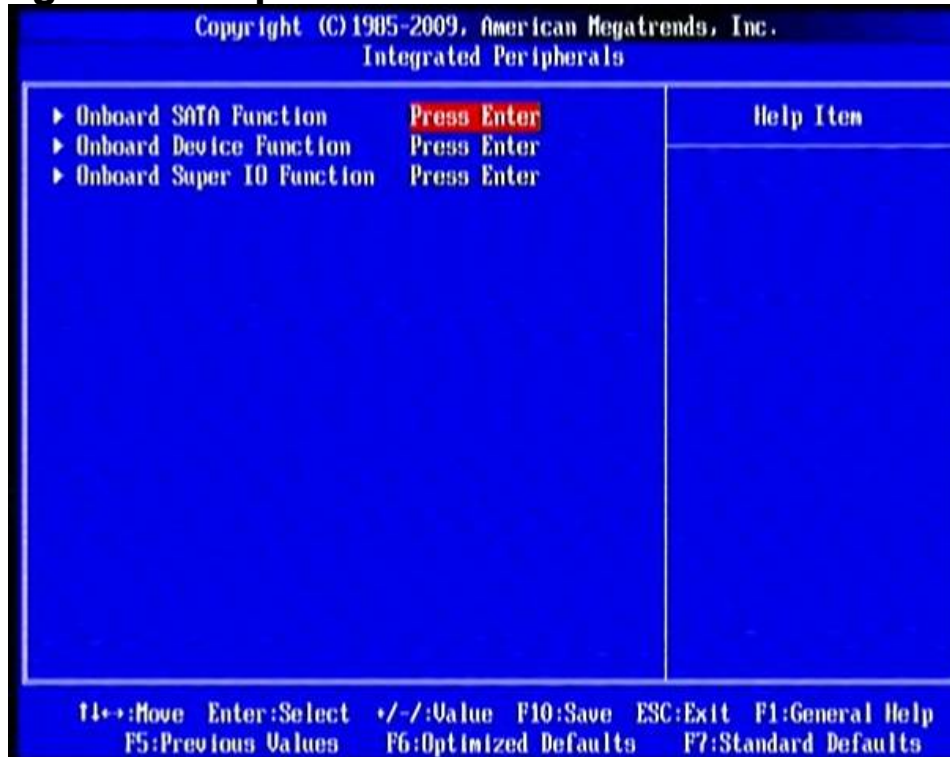 Copyright (C)1985-2009, American Megatrends, Inc.
Integrated Peripherals
▶ Onboard SATA Function Press Enter
▶ Onboard Device Function Press Enter
▶ Onboard Super IO Function Press Enter
Help Item
↑↓↔:Move Enter:Select +/-/:Value F10:Save ESC:Exit F1:General Help
F5:Previous Values F6:Optimized Defaults F7:Standard Defaults